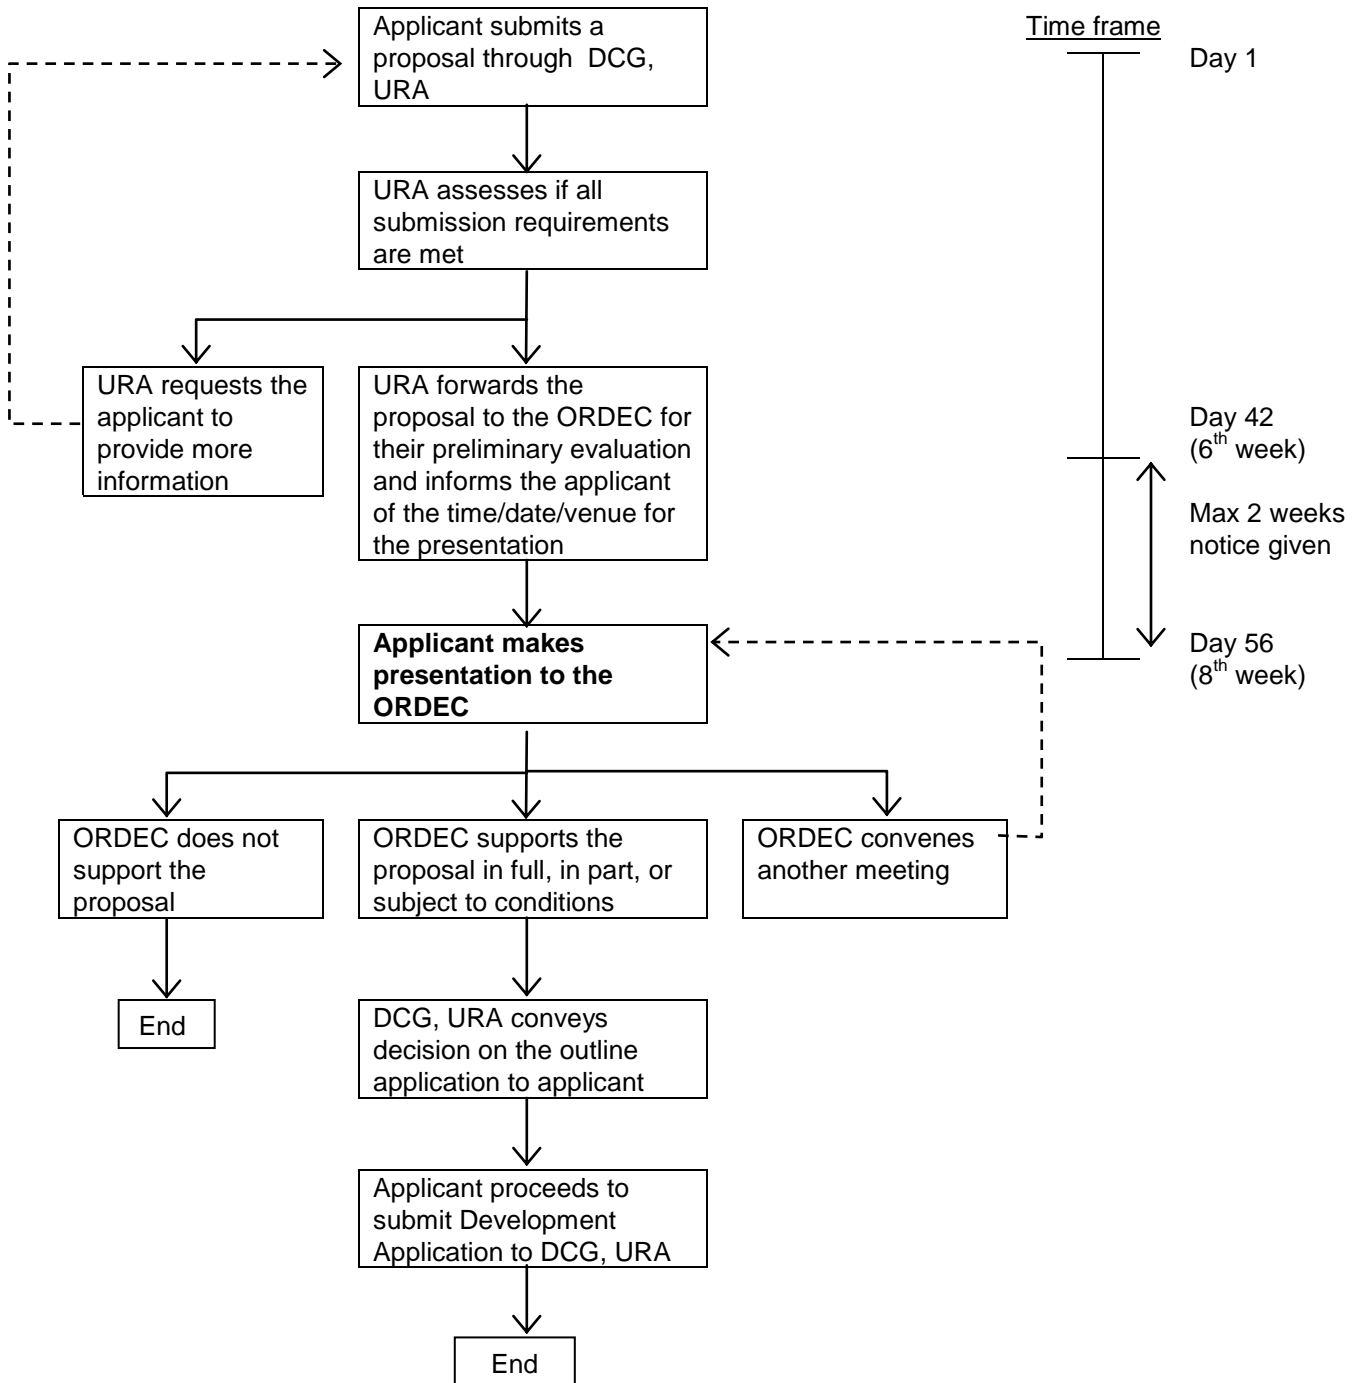 Applicant submits a
proposal through DCG,
URA
Time frame
Day 1
URA assesses if all
submission requirements
are met
URA requests the
applicant to
provide more
information
URA forwards the
proposal to the ORDEC for
their preliminary evaluation
and informs the applicant
of the time/date/venue for
the presentation
Day 42
(6th week)
Max 2 weeks
notice given
Applicant makes
presentation to the
ORDEC
Day 56
(8th week)
ORDEC does not
support the
proposal
ORDEC supports the
proposal in full, in part, or
subject to conditions
ORDEC convenes
another meeting
End
DCG, URA conveys
decision on the outline
application to applicant
Applicant proceeds to
submit Development
Application to DCG, URA
End